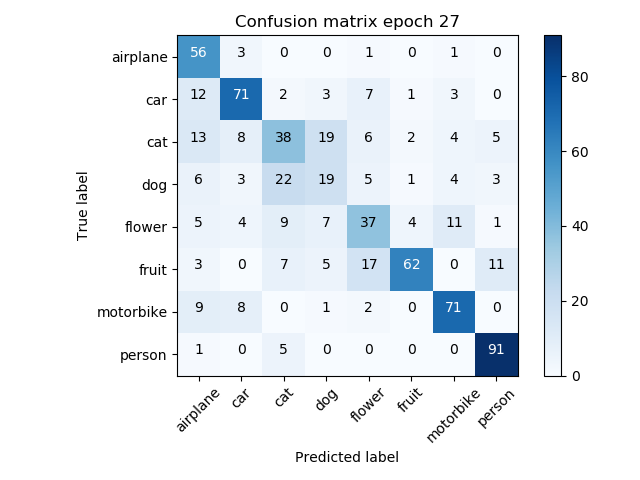 Confusion matrix epoch 27
True label
airplane 56 3 0 0 1 0 1 0
car 12 71 2 3 7 1 3 0
cat 13 8 38 19 6 2 4 5
dog 6 3 22 19 5 1 4 3
flower 5 4 9 7 37 4 11 1
fruit 3 0 7 5 17 62 0 11
motorbike 9 8 0 1 2 0 71 0
person 1 0 5 0 0 0 0 91
airplane car cat dog flower fruit motorbike person
Predicted label
80
60
40
20
0